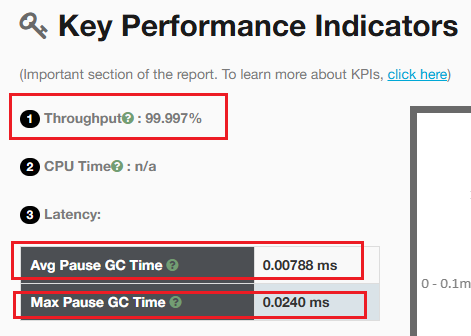 Key Performance Indicators
(Important section of the report. To learn more about KPIs, click here)
1 Throughput? : 99.997%
2 CPU Time? : n/a
3 Latency:
Avg Pause GC Time ? 0.00788 ms
Max Pause GC Time ? 0.0240 ms
0 - 0.1m